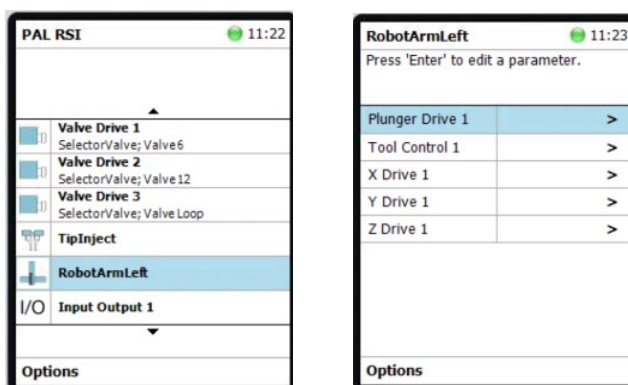 PAL RSI 11:22
Valve Drive 1
SelectorValve; Valve6
Valve Drive 2
SelectorValve; Valve12
Valve Drive 3
SelectorValve; Valve Loop
TipInject
RobotArmLeft
I/O Input Output 1
Options
RobotArmLeft 11:23
Press 'Enter' to edit a parameter.
Plunger Drive 1 >
Tool Control 1 >
X Drive 1 >
Y Drive 1 >
Z Drive 1 >
Options